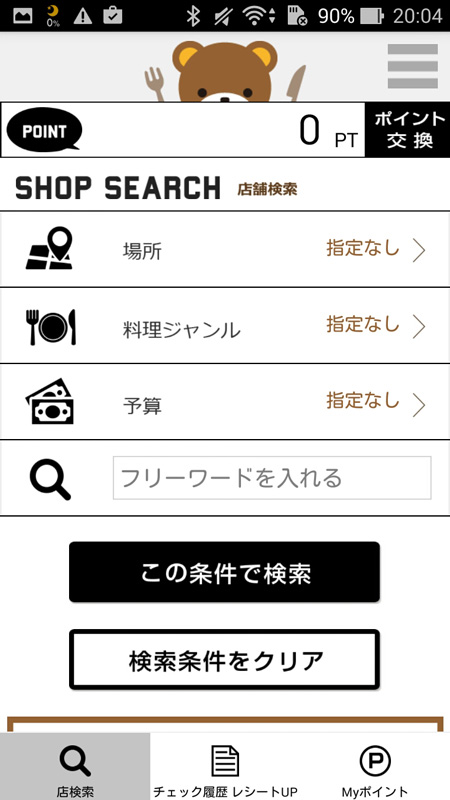 0%
90% 20:04
POINT
0 PT
ポイント
交換
SHOP SEARCH 店舗検索
場所 指定なし
料理ジャンル 指定なし
予算 指定なし
フリーワードを入れる
この条件で検索
検索条件をクリア
店検索
チェック履歴 レシートUP
Myポイント